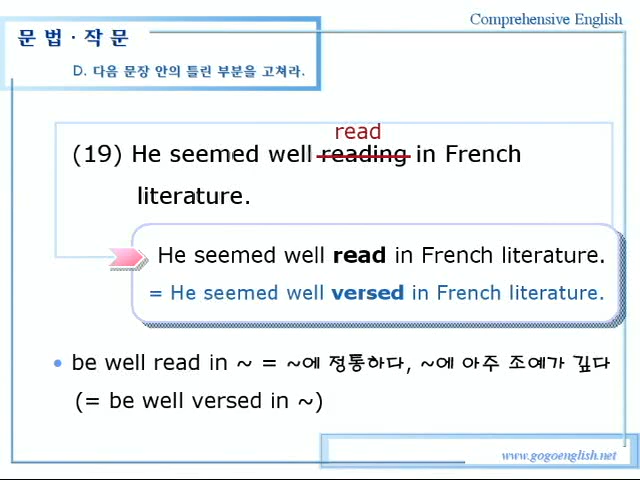 Comprehensive English
문 법 · 작 문
D. 다음 문장 안의 틀린 부분을 고쳐라.
read
(19) He seemed well reading in French
literature.
He seemed well read in French literature.
= He seemed well versed in French literature.
• be well read in ~ = ~에 정통하다, ~에 아주 조예가 깊다
(= be well versed in ~)
www.gogoenglish.net